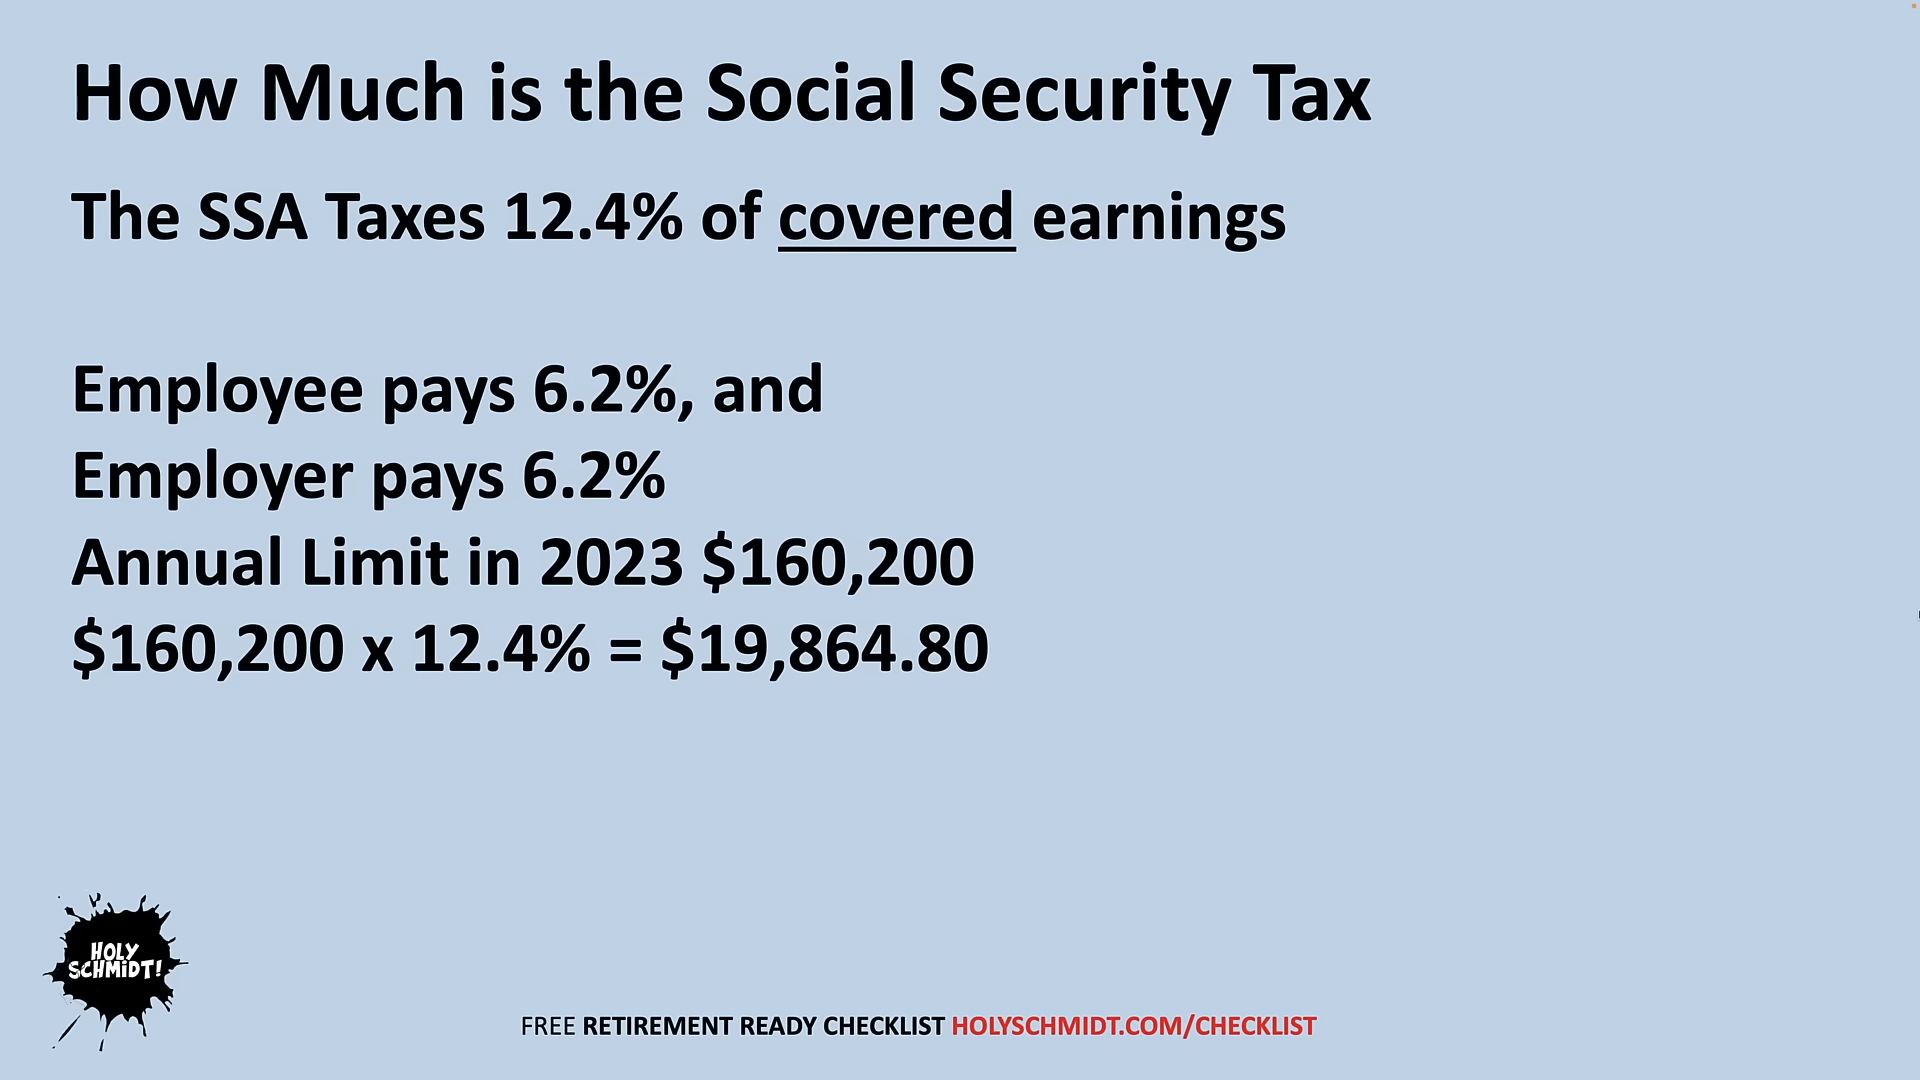 How Much is the Social Security Tax
The SSA Taxes 12.4% of covered earnings
Employee pays 6.2%, and
Employer pays 6.2%
Annual Limit in 2023 $160,200
$160,200 x 12.4% = $19,864.80
HOLY
SCHMiDT!
FREE RETIREMENT READY CHECKLIST HOLYSCHMIDT.COM/CHECKLIST